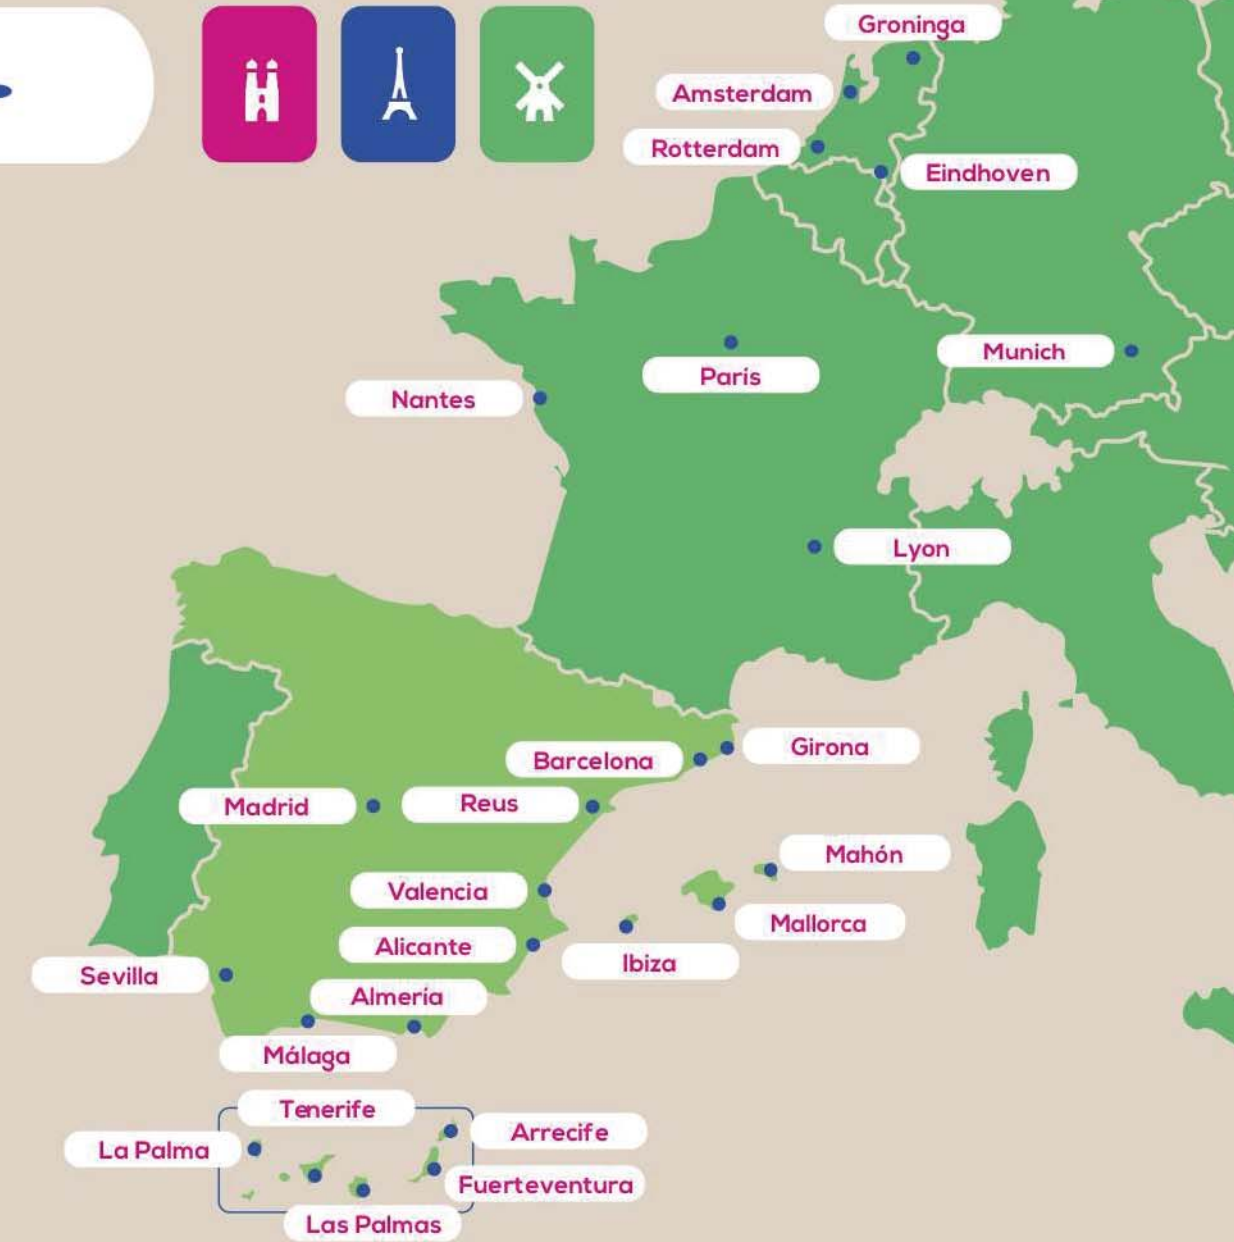 Groninga
Amsterdam
Rotterdam
Eindhoven
Munich
Paris
Nantes
Lyon
Girona
Barcelona
Madrid
Reus
Mahón
Valencia
Mallorca
Alicante
Ibiza
Sevilla
Almería
Málaga
Tenerife
Arrecife
La Palma
Fuerteventura
Las Palmas